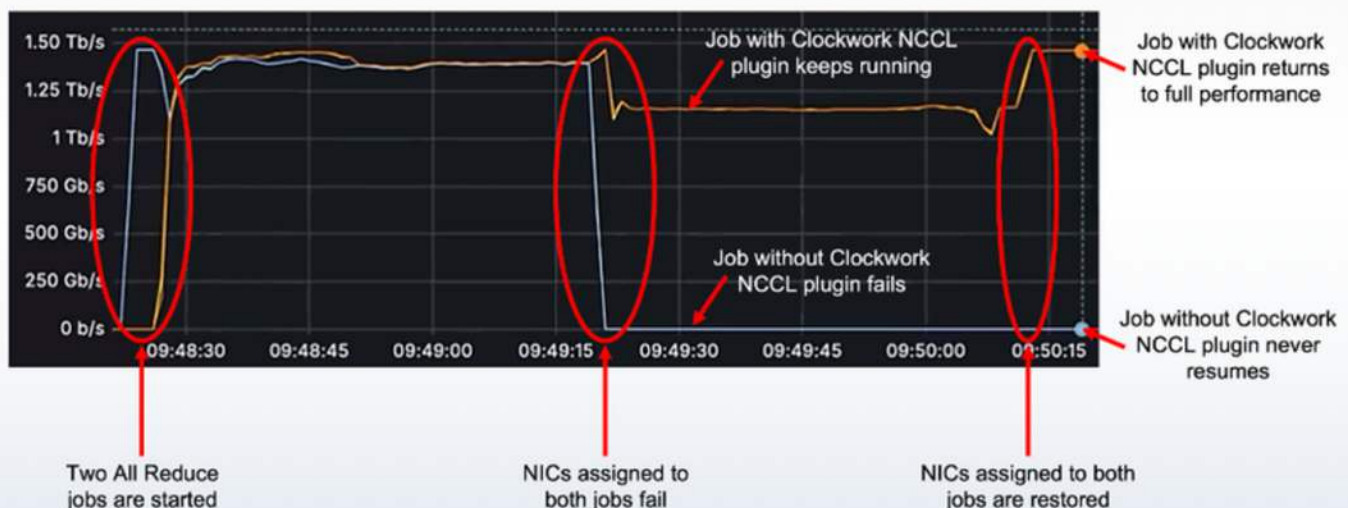 1.50 Tb/s
1.25 Tb/s
1 Tb/s
750 Gb/s
500 Gb/s
250 Gb/s
0 b/s
Job with Clockwork NCCL
plugin keeps running
Job with Clockwork
NCCL plugin returns
to full performance
Job without Clockwork
NCCL plugin fails
Job without Clockwork
NCCL plugin never
resumes
09:48:30
09:48:45
09:49:00
09:49:15
09:49:30
09:49:45
09:50:00
09:50:15
Two All Reduce
jobs are started
NICs assigned to
both jobs fail
NICs assigned to both
jobs are restored